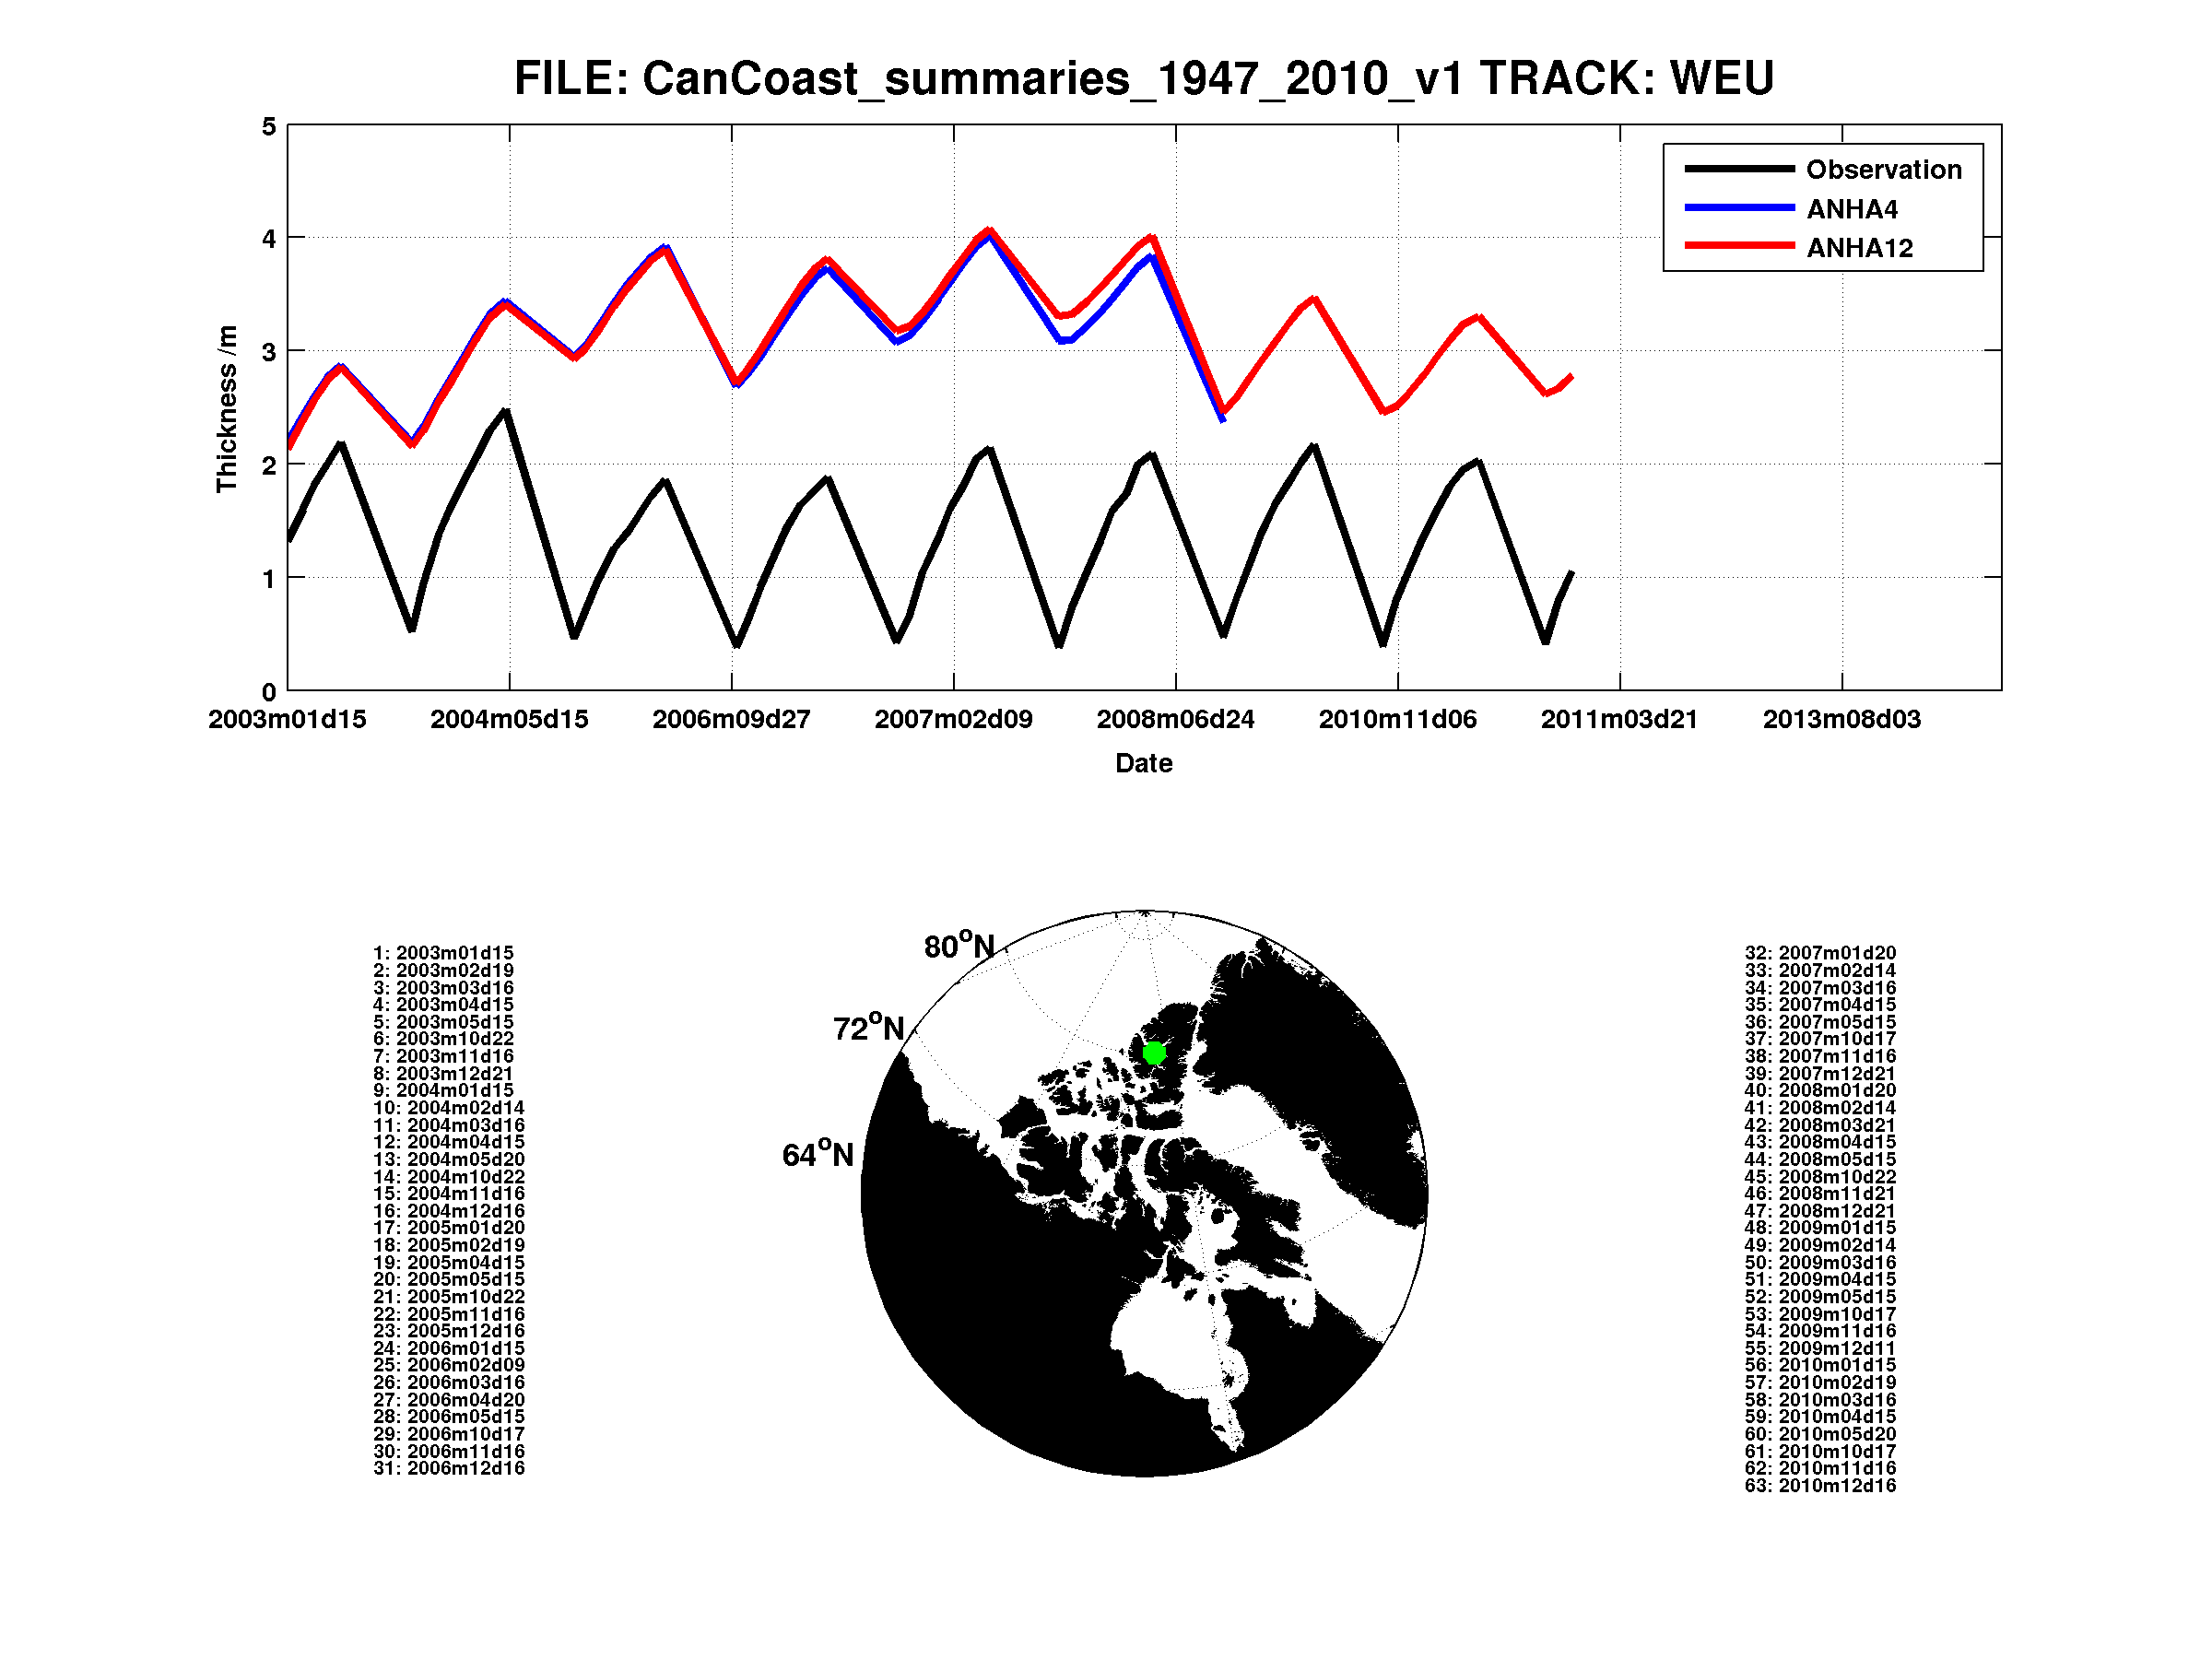 FILE: CanCoast_summaries_1947_2010_v1 TRACK: WEU
5
4
3
2
1
0
Thickness /m
Observation
ANHA4
ANHA12
2003m01d15 2004m05d15 2006m09d27 2007m02d09 2008m06d24 2010m11d06 2011m03d21 2013m08d03
Date
1: 2003m01d15
2: 2003m02d19
3: 2003m03d16
4: 2003m04d15
5: 2003m05d15
6: 2003m10d22
7: 2003m11d16
8: 2003m12d21
9: 2004m01d15
10: 2004m02d14
11: 2004m03d16
12: 2004m04d15
13: 2004m05d20
14: 2004m10d22
15: 2004m11d16
16: 2004m12d16
17: 2005m01d20
18: 2005m02d19
19: 2005m04d15
20: 2005m05d15
21: 2005m10d22
22: 2005m11d16
23: 2005m12d16
24: 2006m01d15
25: 2006m02d09
26: 2006m03d16
27: 2006m04d20
28: 2006m05d15
29: 2006m10d17
30: 2006m11d16
31: 2006m12d16
80°N
72°N
64°N
32: 2007m01d20
33: 2007m02d14
34: 2007m03d16
35: 2007m04d15
36: 2007m05d15
37: 2007m10d17
38: 2007m11d16
39: 2007m12d21
40: 2008m01d20
41: 2008m02d14
42: 2008m03d21
43: 2008m04d15
44: 2008m05d15
45: 2008m10d22
46: 2008m11d21
47: 2008m12d21
48: 2009m01d15
49: 2009m02d14
50: 2009m03d16
51: 2009m04d15
52: 2009m05d15
53: 2009m10d17
54: 2009m11d16
55: 2009m12d11
56: 2010m01d15
57: 2010m02d19
58: 2010m03d16
59: 2010m04d15
60: 2010m05d20
61: 2010m10d17
62: 2010m11d16
63: 2010m12d16